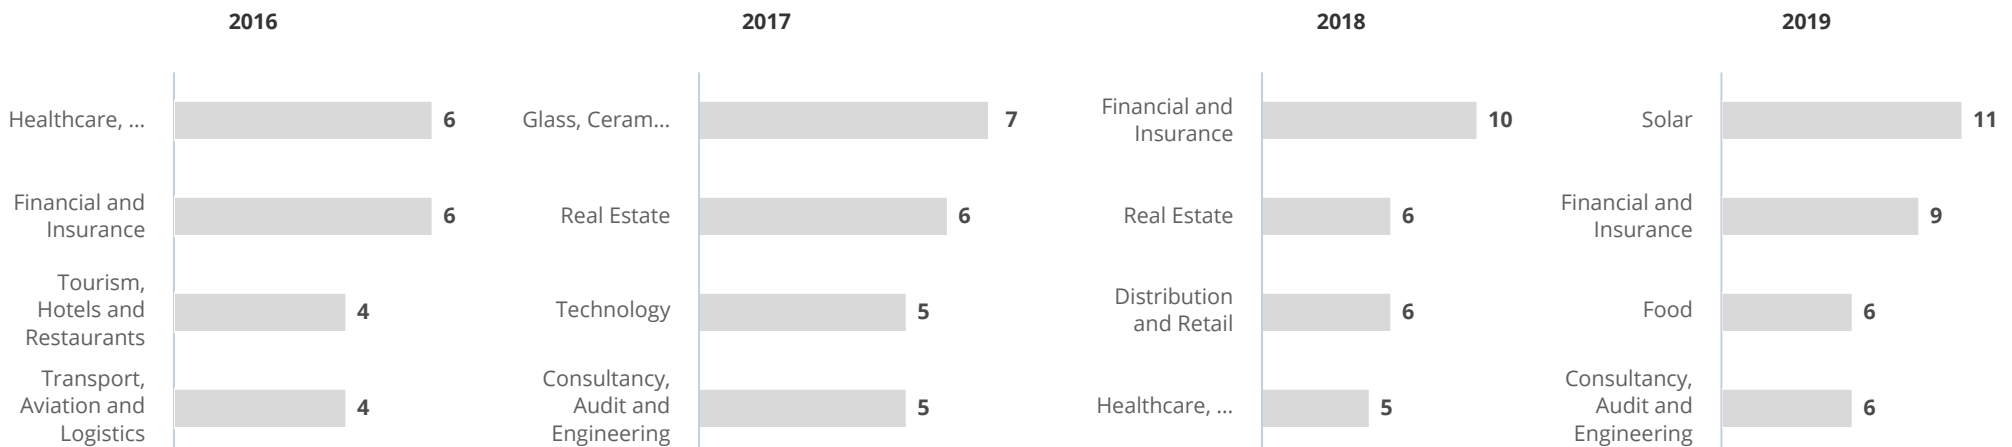 2016
Healthcare, ...
6
Financial and
Insurance
6
Tourism,
Hotels and
Restaurants
4
Transport,
Aviation and
Logistics
4
2017
Glass, Ceram...
7
Real Estate
6
Technology
5
Consultancy,
Audit and
Engineering
5
2018
Financial and
Insurance
10
Real Estate
6
Distribution
and Retail
6
Healthcare, ...
5
2019
Solar
11
Financial and
Insurance
9
Food
6
Consultancy,
Audit and
Engineering
6